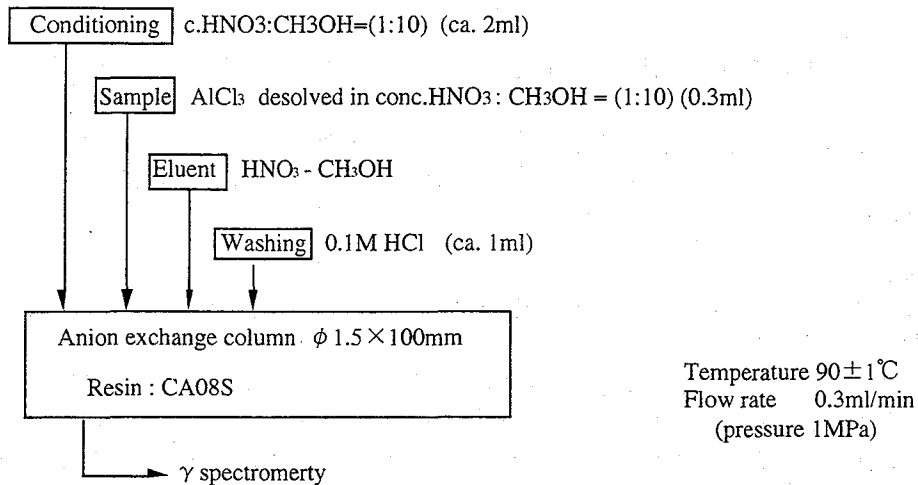 Conditioning c.HNO3:CH3OH=(1:10) (ca. 2ml)
Sample AlCl3 desolved in conc.HNO3 : CH3OH = (1:10) (0.3ml)
Eluent HNO3 - CH3OH
Washing 0.1M HCl (ca. 1ml)
Anion exchange column φ 1.5×100mm
Resin : CA08S
Temperature 90±1℃
Flow rate 0.3ml/min
(pressure 1MPa)
γ spectromerty